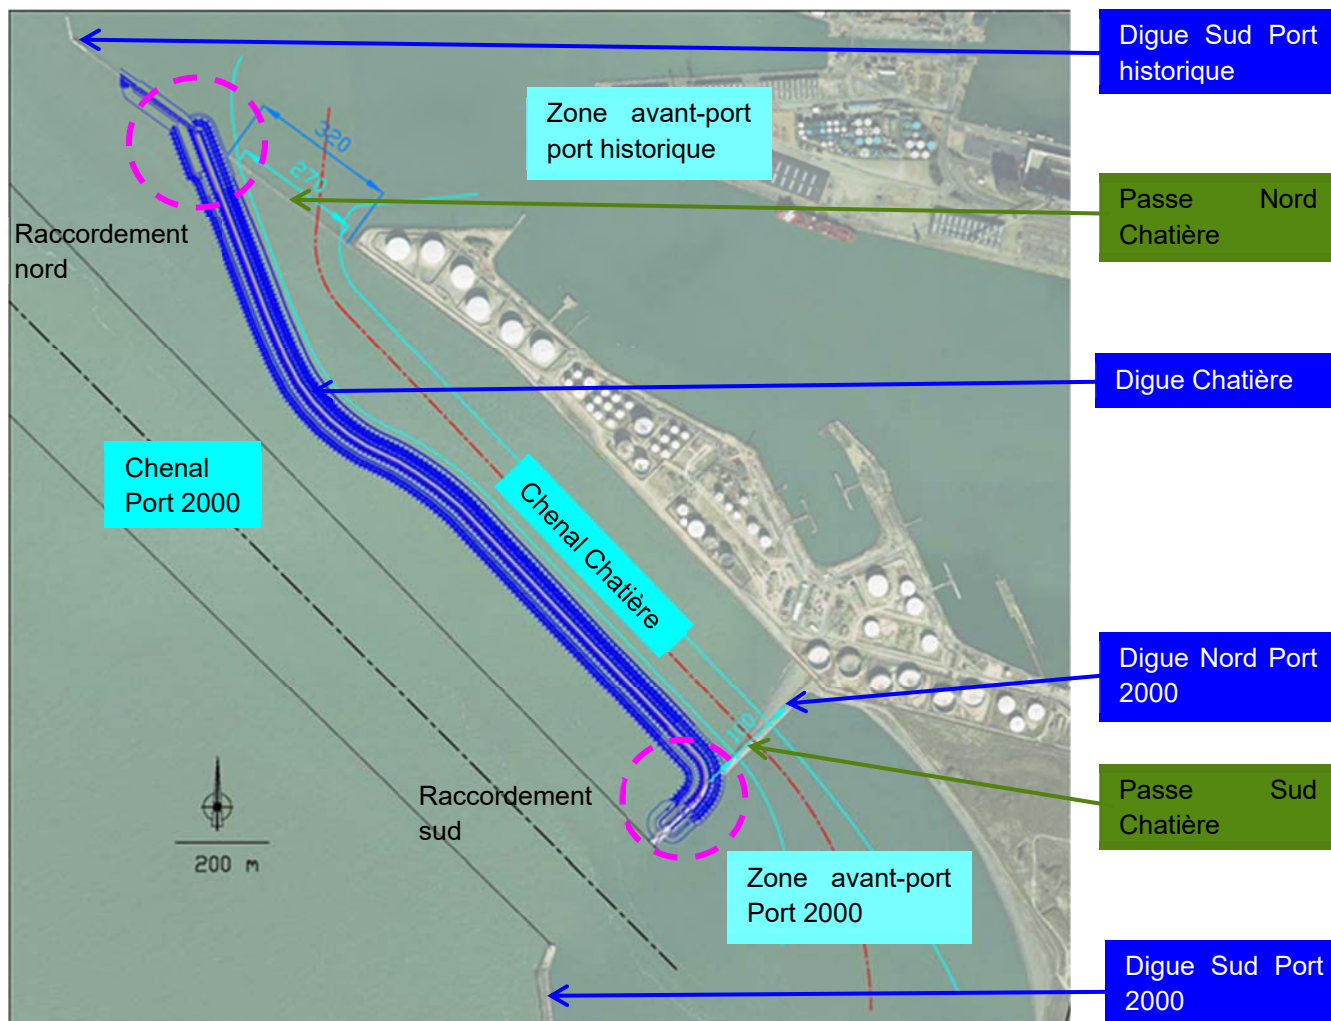 Digue Sud Port
historique
Zone avant-port
port historique
320
270
Passe Nord
Chatière
Raccordement
nord
Digue Chatière
Chenal
Port 2000
Chenal Chatière
Digue Nord Port
2000
100
Passe Sud
Chatière
Raccordement
sud
200 m
Zone avant-port
Port 2000
Digue Sud Port
2000